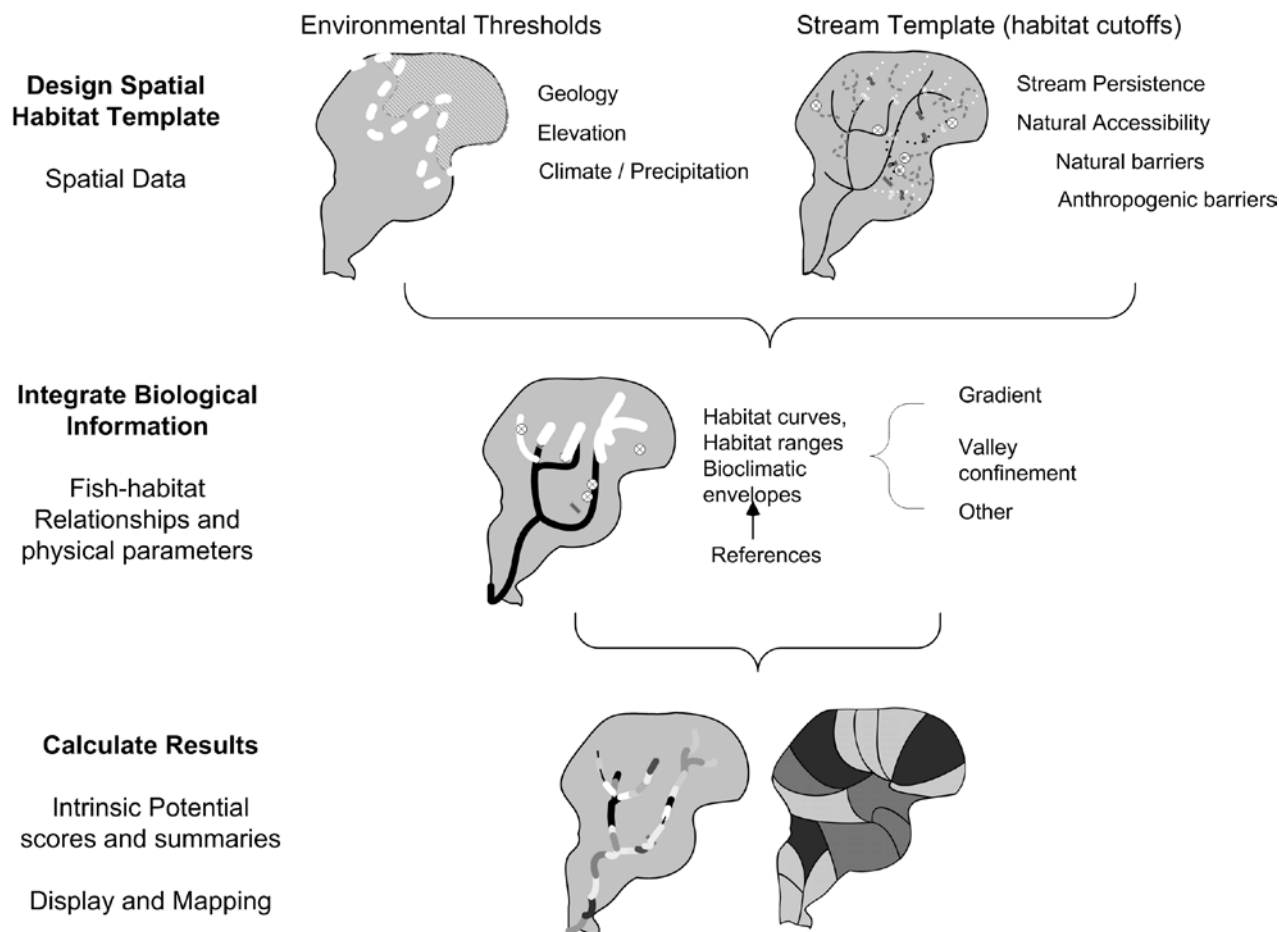 Environmental Thresholds
Stream Template (habitat cutoffs)
Design Spatial
Habitat Template
Spatial Data
Geology
Elevation
Climate / Precipitation
Stream Persistence
Natural Accessibility
Natural barriers
Anthropogenic barriers
Integrate Biological
Information
Fish-habitat
Relationships and
physical parameters
Habitat curves,
Habitat ranges
Bioclimatic
envelopes
References
Gradient
Valley
confinement
Other
Calculate Results
Intrinsic Potential
scores and summaries
Display and Mapping